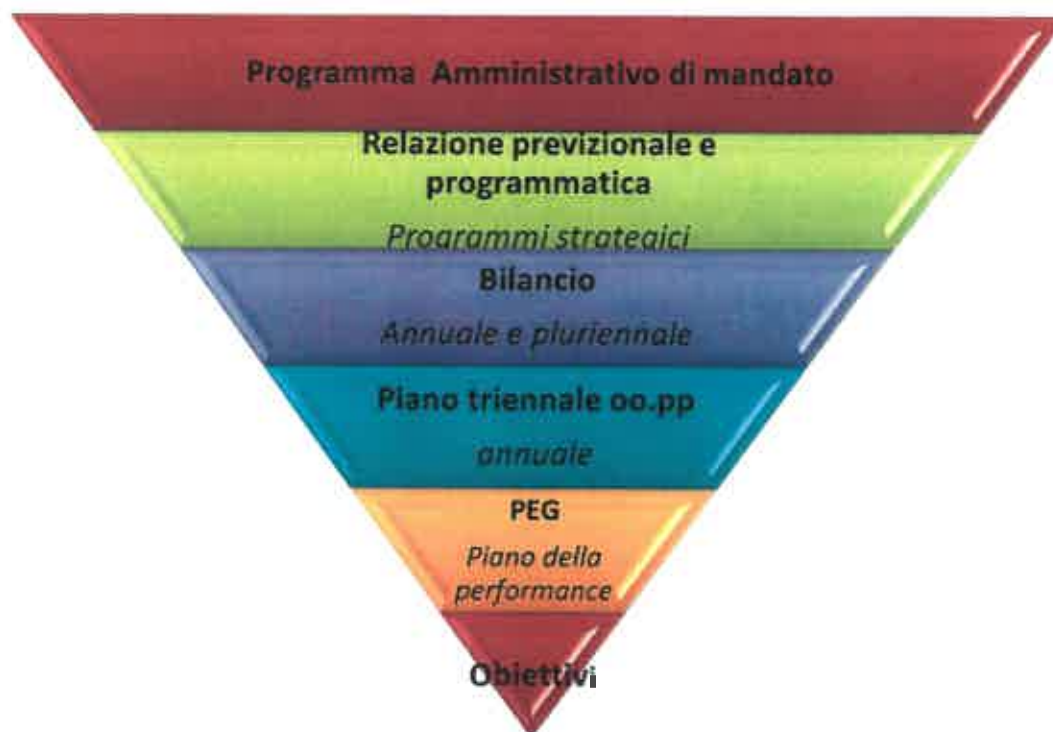 Programma Amministrativo di mandato
Relazione previzionale e
programmatica
Programmi strategici
Bilancio
Annuale e pluriennale
Piano triennale oo.pp
annuale
PEG
Piano della
performance
Obiettivi